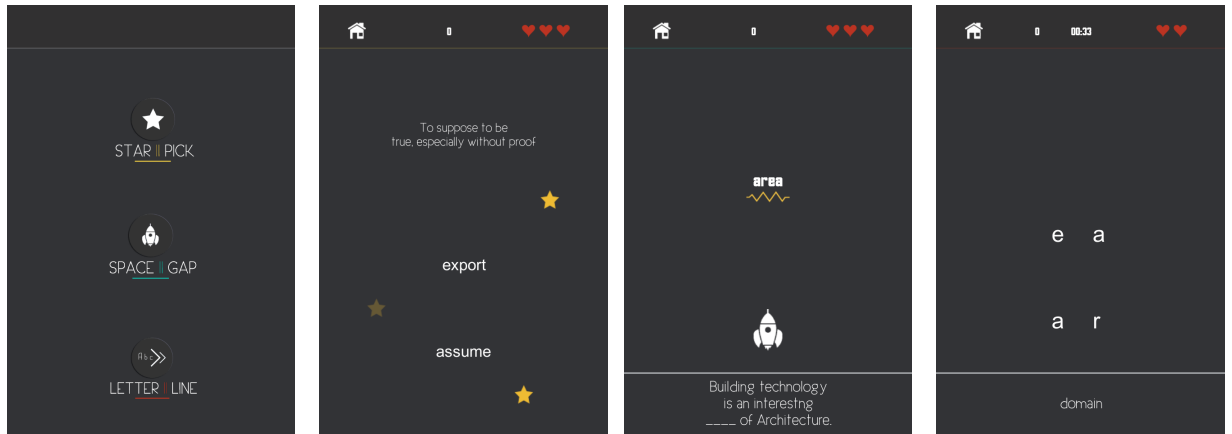 STAR || PICK
SPACE || GAP
Abc
LETTER || LINE
0
To suppose to be
true, especially without proof
export
assume
0
area
Building technology
is an interestng
____ of Architecture.
0 00:33
e a
a r
domain